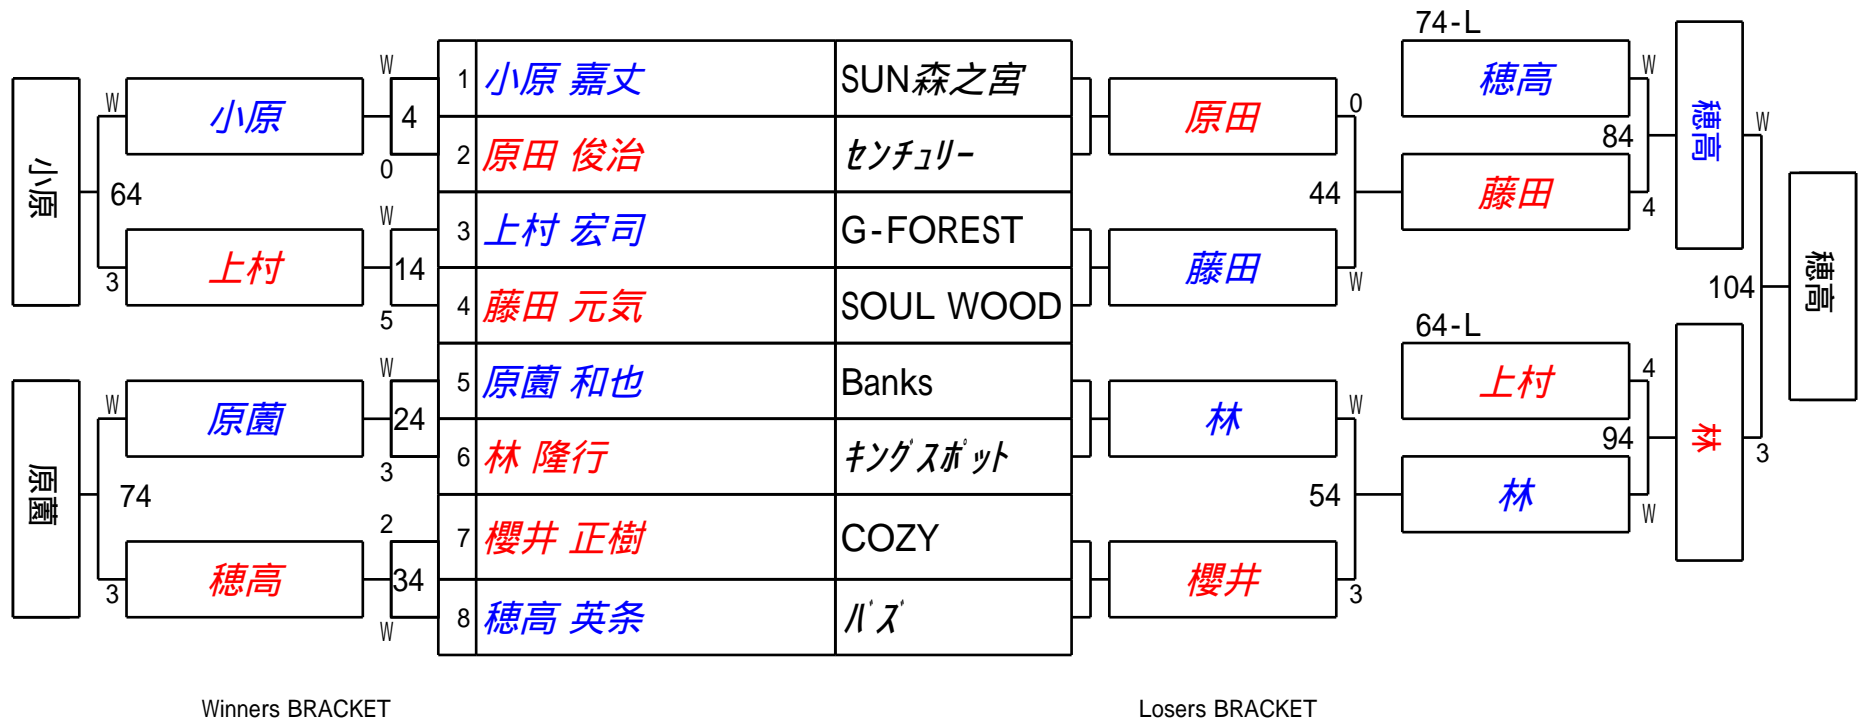 74-L
W
1 小原 嘉丈 SUN森之宮
穂高
W
W
小原
4
原田
0
穂高
W
84
0
2 原田 俊治 センチュリー
小原
64
44
藤田
4
W
3 上村 宏司 G-FOREST
3
上村
14
藤田
W
104
穂高
5
4 藤田 元気 SOUL WOOD
64-L
W
5 原薗 和也 Banks
上村
4
W
原薗
24
林
W
94
林
3
3
6 林 隆行 キングスポット
原薗
74
54
林
W
2
7 櫻井 正樹 COZY
3
穂高
34
櫻井
3
W
8 穂高 英条 バズ
Winners BRACKET
Losers BRACKET